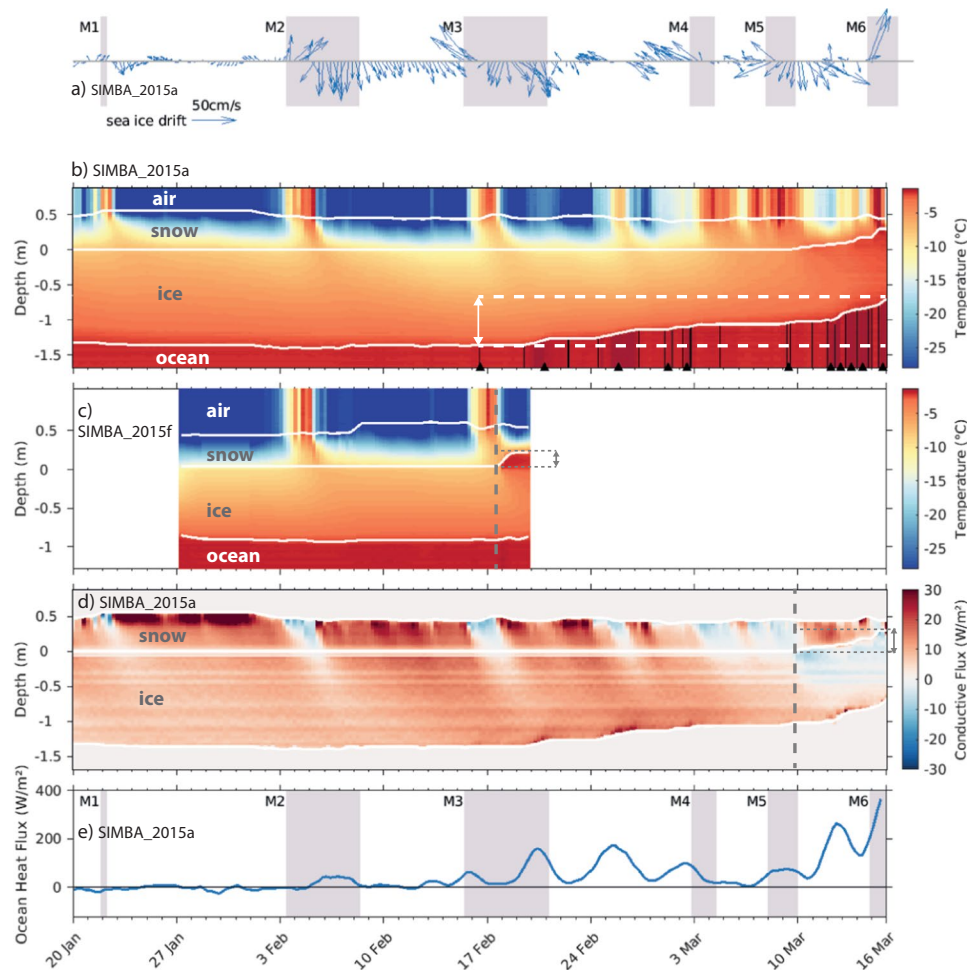 M1 M2 M3 M4 M5 M6
a) SIMBA_2015a
50cm/s
sea ice drift
b) SIMBA_2015a
air
snow
ice
ocean
Depth (m)
0.5
0
-0.5
-1
-1.5
Temperature (°C)
-5
-10
-15
-20
-25
c)
SIMBA_2015f
air
snow
ice
ocean
Depth (m)
0.5
0
-0.5
-1
Temperature (°C)
-5
-10
-15
-20
-25
d) SIMBA_2015a
snow
ice
Depth (m)
0.5
0
-0.5
-1
-1.5
Conductive Flux (W/m²)
30
20
10
0
-10
-20
-30
Ocean Heat Flux (W/m²)
400
200
0
M1 M2 M3 M4 M5 M6
e) SIMBA_2015a
20 Jan 27 Jan 3 Feb 10 Feb 17 Feb 24 Feb 3 Mar 10 Mar 16 Mar